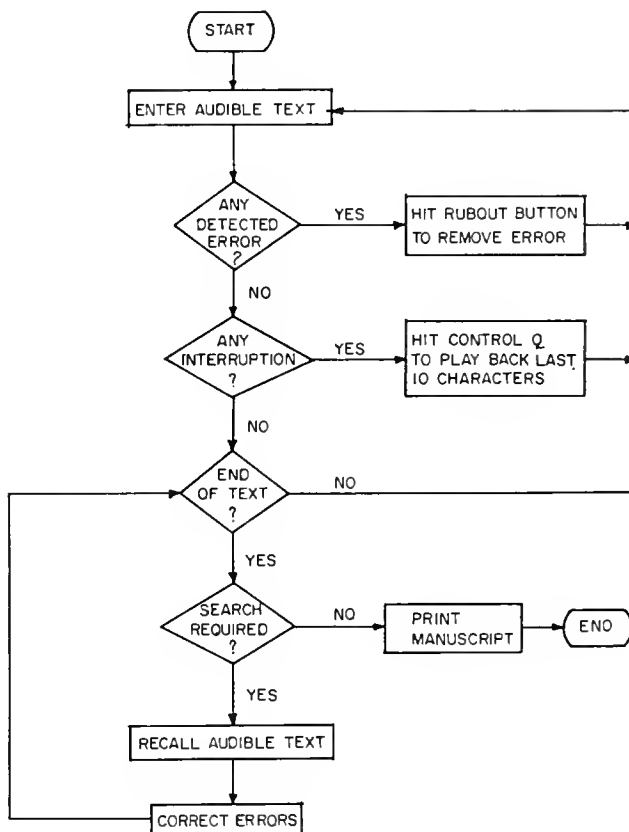 START
ENTER AUDIBLE TEXT
ANY
DETECTED
ERROR
?
YES
HIT RUBOUT BUTTON
TO REMOVE ERROR
NO
ANY
INTERRUPTION
?
YES
HIT CONTROL Q
TO PLAY BACK LAST
10 CHARACTERS
NO
END
OF TEXT
?
NO
YES
SEARCH
REQUIRED
?
NO
PRINT
MANUSCRIPT
END
YES
RECALL AUDIBLE TEXT
CORRECT ERRORS